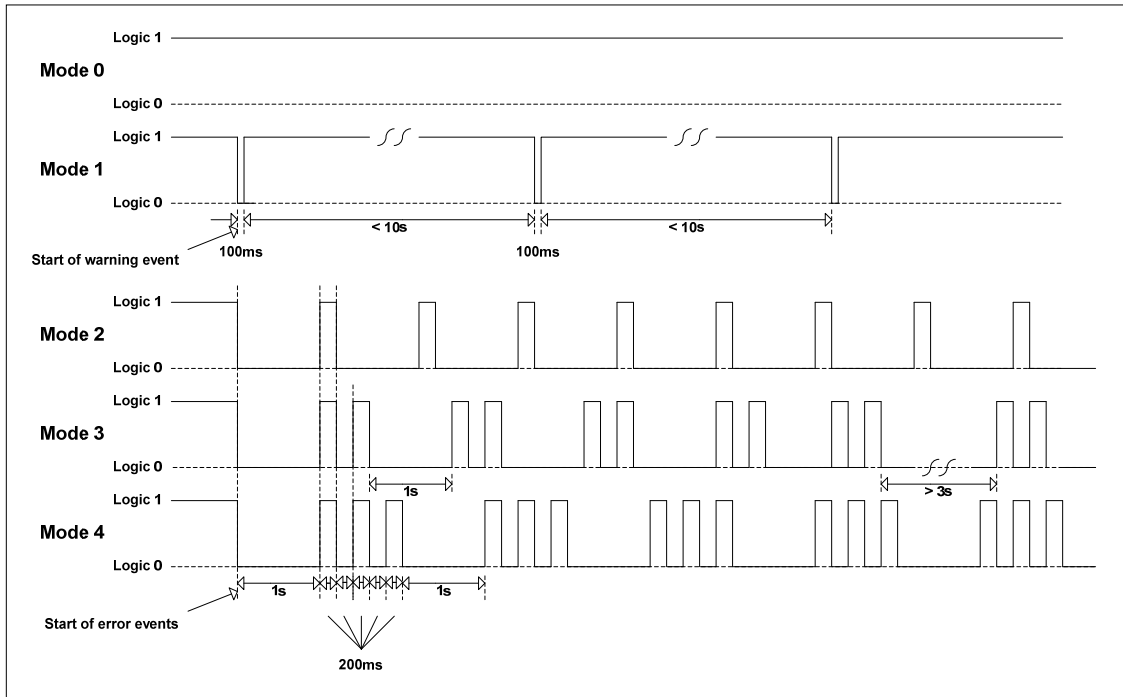 Logic 1
Mode 0
Logic 0
Logic 1
Mode 1
Logic 0
< 10s
< 10s
100ms
100ms
Start of warning event
Logic 1
Mode 2
Logic 0
Logic 1
Mode 3
Logic 0
1s
> 3s
Logic 1
Mode 4
Logic 0
1s
1s
Start of error events
200ms